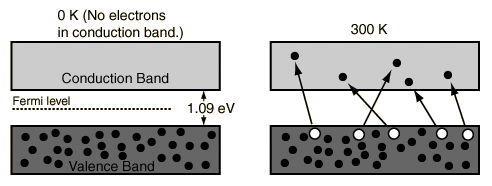 0 K (No electrons
in conduction band.)
300 K
Conduction Band
Fermi level
1.09 eV
Valence Band